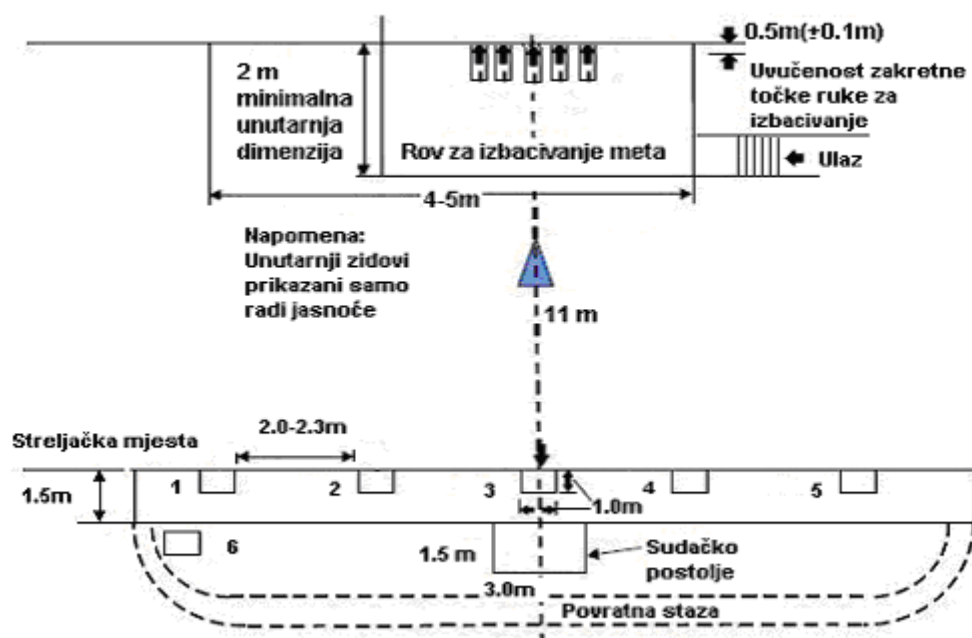 0.5m(±0.1m)
2 m
minimalna
unutarnja
dimenzija
Uvučenost zakretne
točke ruke za
izbacivanje
Rov za izbacivanje meta
Ulaz
4-5m
Napomena:
Unutarnji zidovi
prikazani samo
radi jasnoće
11 m
2.0-2.3m
Streljačka mjesta
1.5m
1
2
3
4
5
1.0m
6
1.5 m
Sudačko
postolje
3.0m
Povratna staza